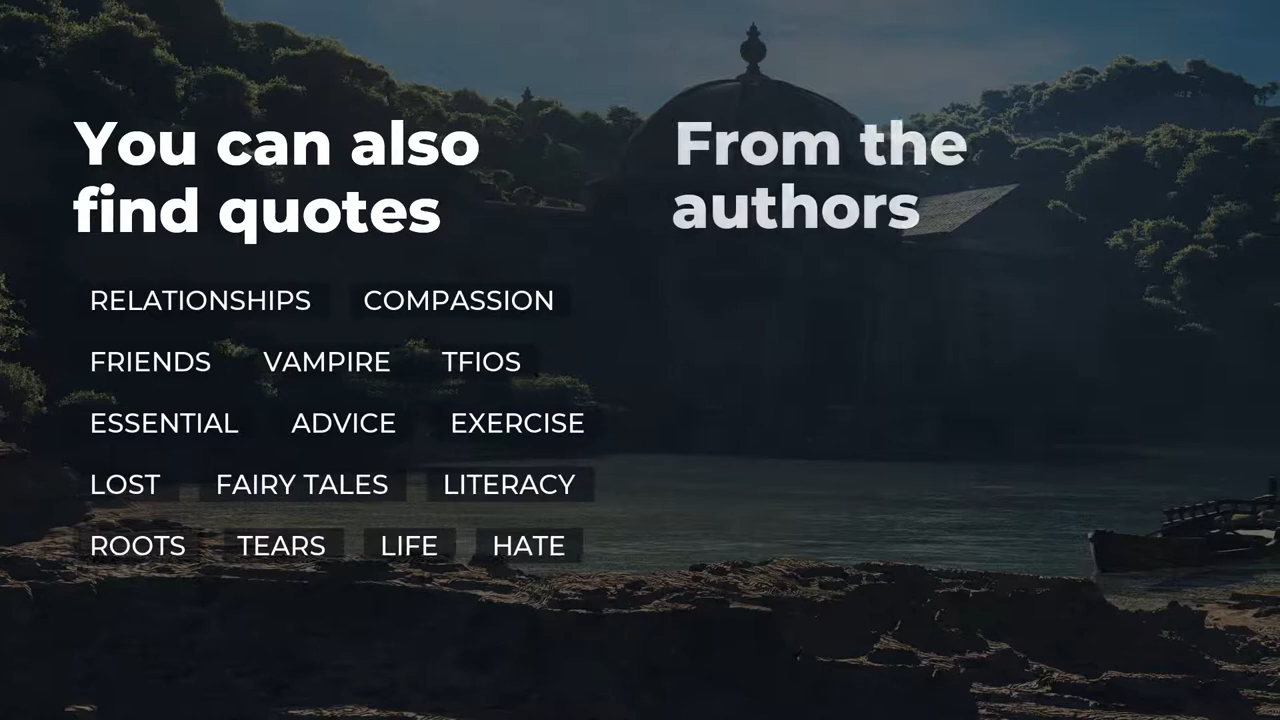 You can also
find quotes
RELATIONSHIPS COMPASSION
FRIENDS VAMPIRE TFIOS
ESSENTIAL ADVICE EXERCISE
LOST FAIRY TALES LITERACY
ROOTS TEARS LIFE HATE
From the
authors